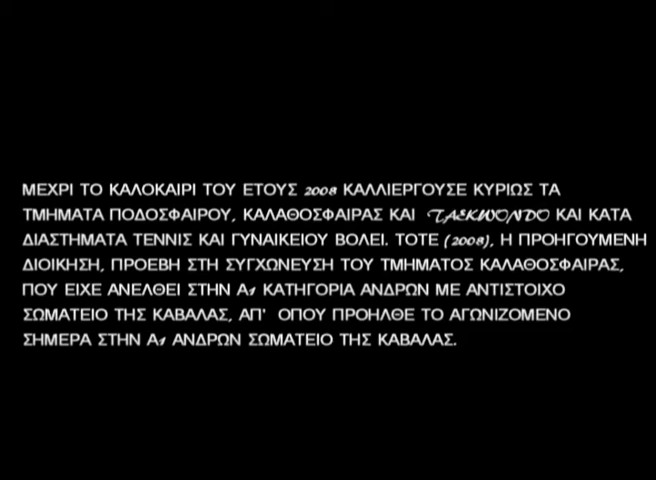 ΜΕΧΡΙ ΤΟ ΚΑΛΟΚΑΙΡΙ ΤΟΥ ΕΤΟΥΣ 2008 ΚΑΛΛΙΕΡΓΟΥΣΕ ΚΥΡΙΩΣ ΤΑ
ΤΜΗΜΑΤΑ ΠΟΔΟΣΦΑΙΡΟΥ, ΚΑΛΑΘΟΣΦΑΙΡΑΣ ΚΑΙ TAEKWONDO ΚΑΙ ΚΑΤΑ
ΔΙΑΣΤΗΜΑΤΑ ΤΕΝΝΙΣ ΚΑΙ ΓΥΝΑΙΚΕΙΟΥ ΒΟΛΕΙ. ΤΟΤΕ (2008), Η ΠΡΟΗΓΟΥΜΕΝΗ
ΔΙΟΙΚΗΣΗ, ΠΡΟΕΒΗ ΣΤΗ ΣΥΓΧΩΝΕΥΣΗ ΤΟΥ ΤΜΗΜΑΤΟΣ ΚΑΛΑΘΟΣΦΑΙΡΑΣ,
ΠΟΥ ΕΙΧΕ ΑΝΕΛΘΕΙ ΣΤΗΝ Α1 ΚΑΤΗΓΟΡΙΑ ΑΝΔΡΩΝ ΜΕ ΑΝΤΙΣΤΟΙΧΟ
ΣΩΜΑΤΕΙΟ ΤΗΣ ΚΑΒΑΛΑΣ, ΑΠ' ΟΠΟΥ ΠΡΟΗΛΘΕ ΤΟ ΑΓΩΝΙΖΟΜΕΝΟ
ΣΗΜΕΡΑ ΣΤΗΝ Α1 ΑΝΔΡΩΝ ΣΩΜΑΤΕΙΟ ΤΗΣ ΚΑΒΑΛΑΣ.